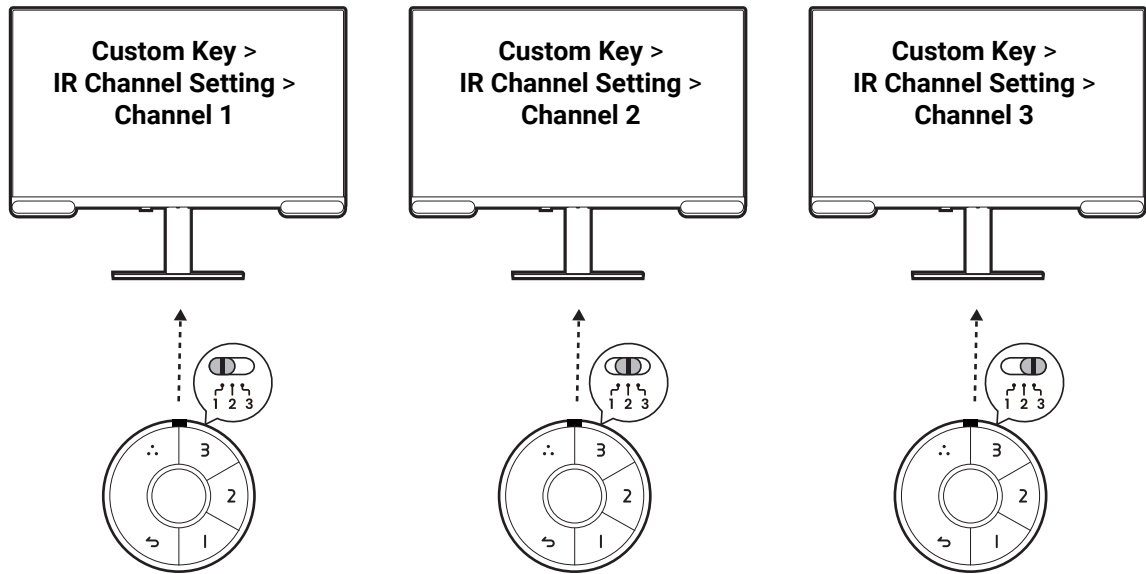 Custom Key >
IR Channel Setting >
Channel 1
Custom Key >
IR Channel Setting >
Channel 2
Custom Key >
IR Channel Setting >
Channel 3
1 2 3
3
2
1
1 2 3
3
2
1
1 2 3
3
2
1